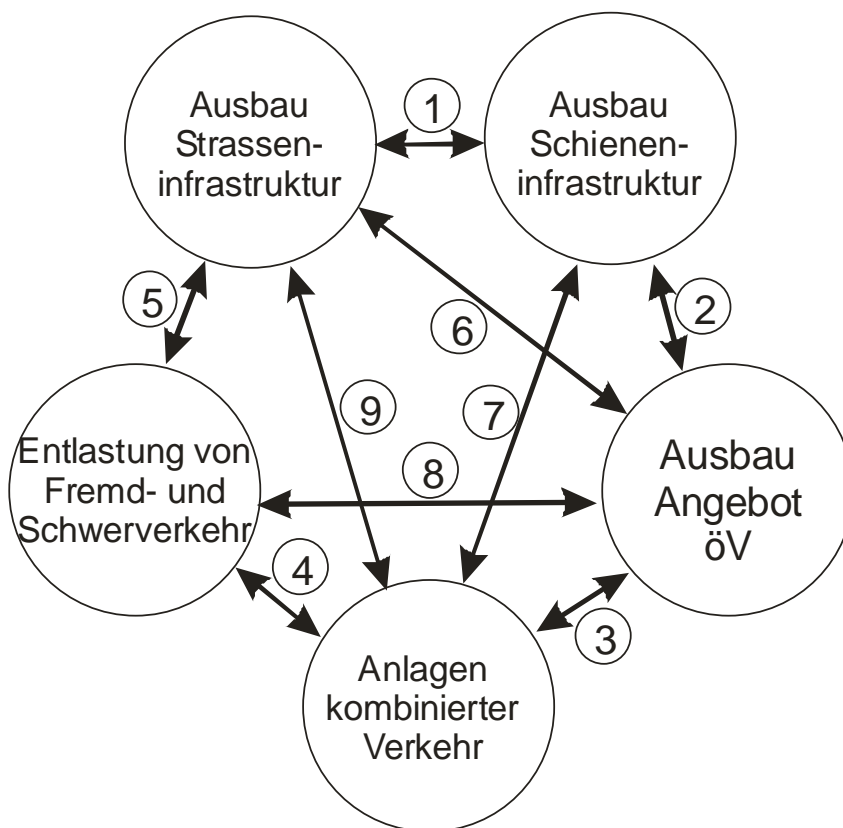 Ausbau
Strassen-
infrastruktur
1
Ausbau
Schienen-
infrastruktur
5
2
6
9
7
8
Entlastung von
Fremd- und
Schwerverkehr
Ausbau
Angebot
öV
4
3
Anlagen
kombinierter
Verkehr